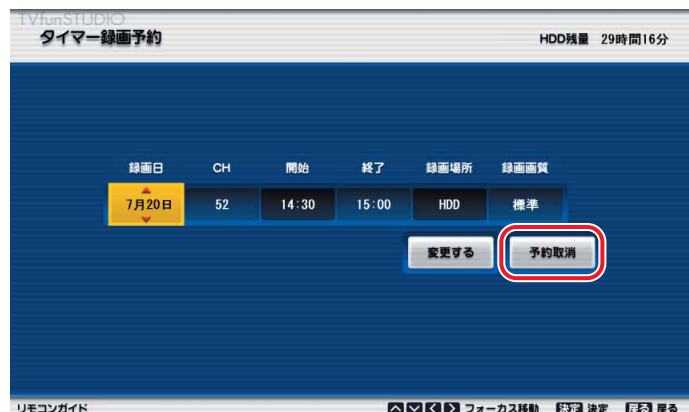 TVfunSTUDIO
タイマー録画予約
HDD残量 29時間16分
録画日 CH 開始 終了 録画場所 録画画質
7月20日 52 14:30 15:00 HDD 標準
変更する 予約取消
リモコンガイド フォーカス移動 決定 決定 戻る 戻る